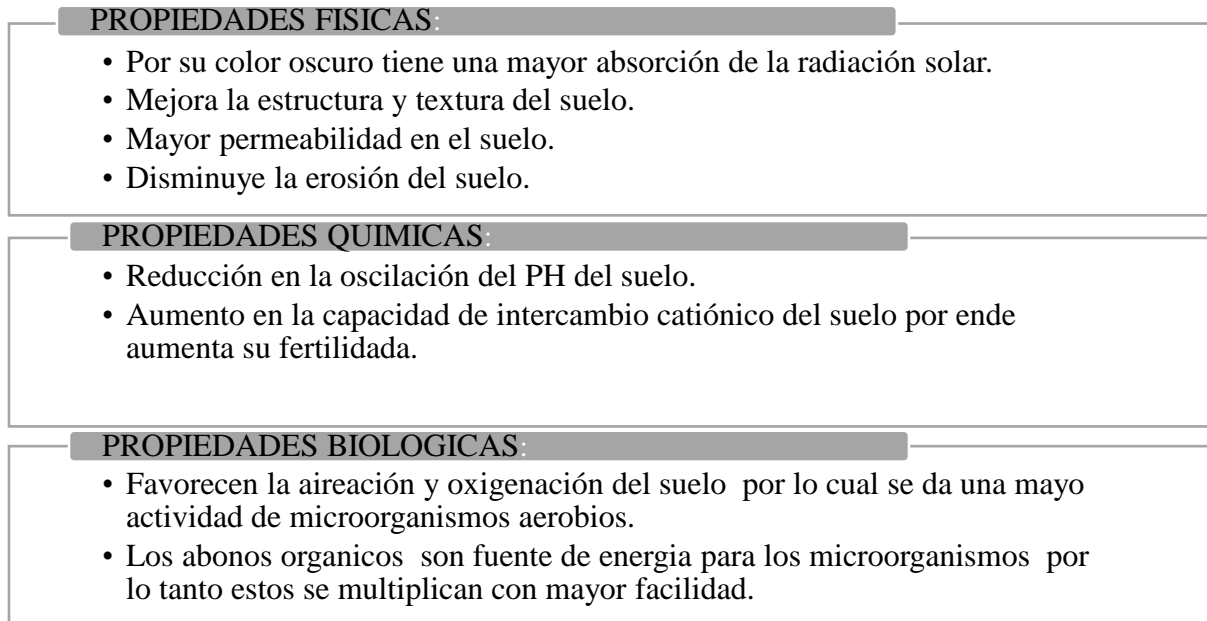 PROPIEDADES FISICAS:
• Por su color oscuro tiene una mayor absorción de la radiación solar.
• Mejora la estructura y textura del suelo.
• Mayor permeabilidad en el suelo.
• Disminuye la erosión del suelo.
PROPIEDADES QUIMICAS:
• Reducción en la oscilación del PH del suelo.
• Aumento en la capacidad de intercambio catiónico del suelo por ende
aumenta su fertilidada.
PROPIEDADES BIOLOGICAS:
• Favorecen la aireación y oxigenación del suelo  por lo cual se da una mayo
actividad de microorganismos aerobios.
• Los abonos organicos  son fuente de energia para los microorganismos  por
lo tanto estos se multiplican con mayor facilidad.